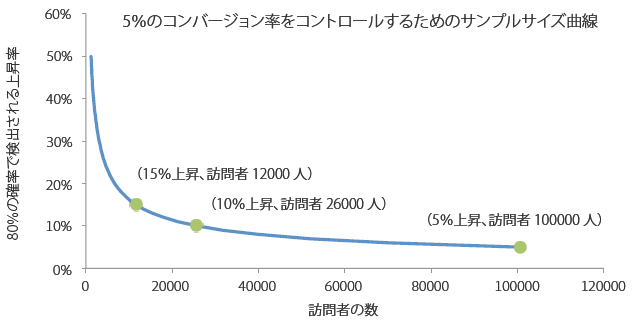 5%のコンバージョン率をコントロールするためのサンプルサイズ曲線
80%の確率で検出される上昇率
60%
50%
40%
30%
20%
10%
0%
(15%上昇、訪問者 12000 人)
(10%上昇、訪問者 26000 人)
(5%上昇、訪問者 100000 人)
0
20000
40000
60000
80000
100000
120000
訪問者の数